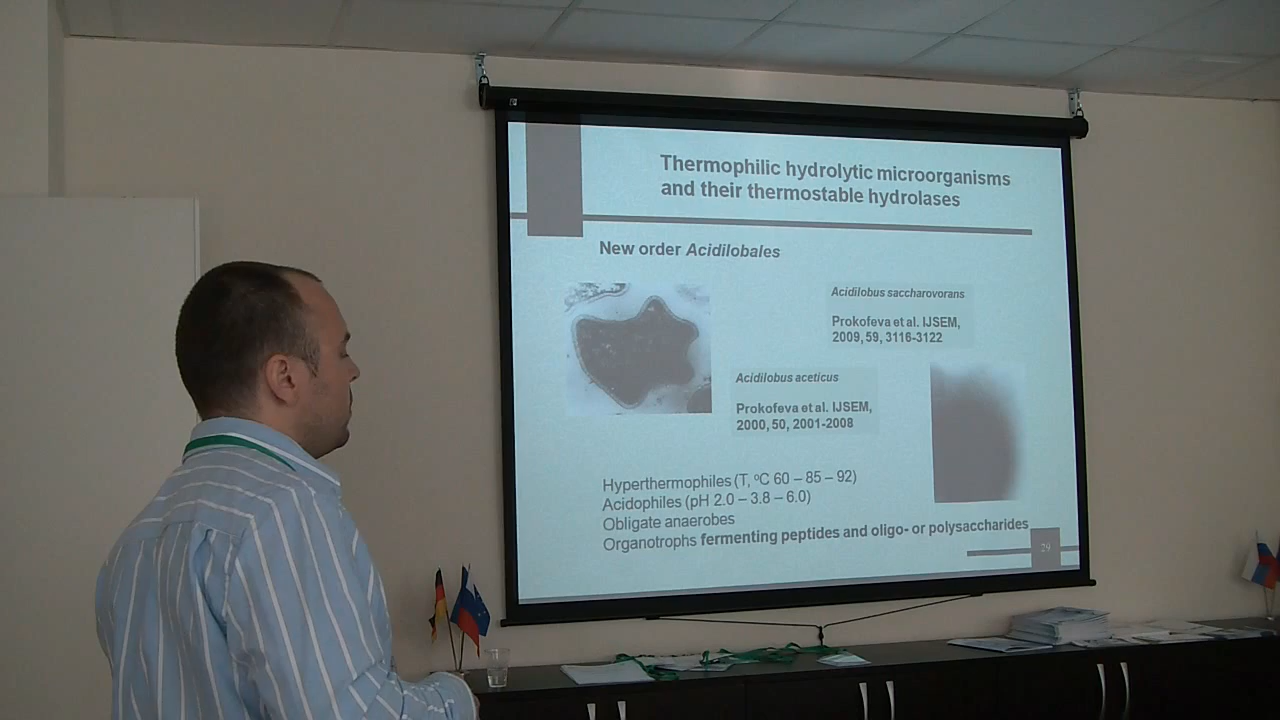 Thermophilic hydrolytic microorganisms
and their thermostable hydrolases
New order Acidilobales
Acidilobus saccharovorans
Prokofeva et al. IJSEM,
2009, 59, 3116-3122
Acidilobus aceticus
Prokofeva et al. IJSEM,
2000, 50, 2001-2008
Hyperthermophiles (T, ºC 60 – 85 – 92)
Acidophiles (pH 2.0 – 3.8 – 6.0)
Obligate anaerobes
Organotrophs fermenting peptides and oligo- or polysaccharides
29